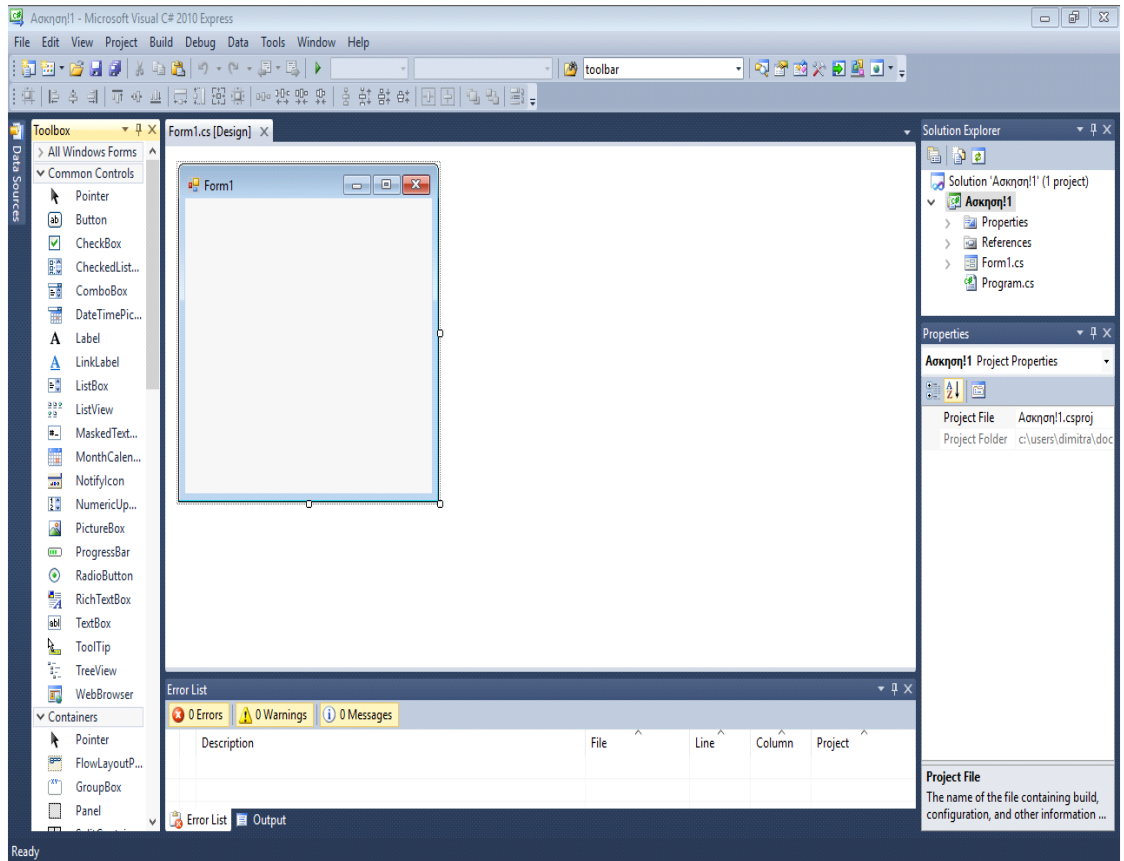 Ασκηση!1 - Microsoft Visual C# 2010 Express
File Edit View Project Build Debug Data Tools Window Help
toolbar
Data Sources
Toolbox
All Windows Forms
Common Controls
Pointer
Button
CheckBox
CheckedList...
ComboBox
DateTimePic...
Label
LinkLabel
ListBox
ListView
MaskedText...
MonthCalen...
NotifyIcon
NumericUp...
PictureBox
ProgressBar
RadioButton
RichTextBox
TextBox
ToolTip
TreeView
WebBrowser
Containers
Pointer
FlowLayoutP...
GroupBox
Panel
Form1.cs [Design]
Form1
Error List
0 Errors 0 Warnings 0 Messages
Description File Line Column Project
Error List Output
Solution Explorer
Solution 'Ασκηση!1' (1 project)
Ασκηση!1
Properties
References
Form1.cs
Program.cs
Properties
Ασκηση!1 Project Properties
Project File Ασκηση!1.csproj
Project Folder c:\users\dimitra\doc
Project File
The name of the file containing build,
configuration, and other information ...
Ready